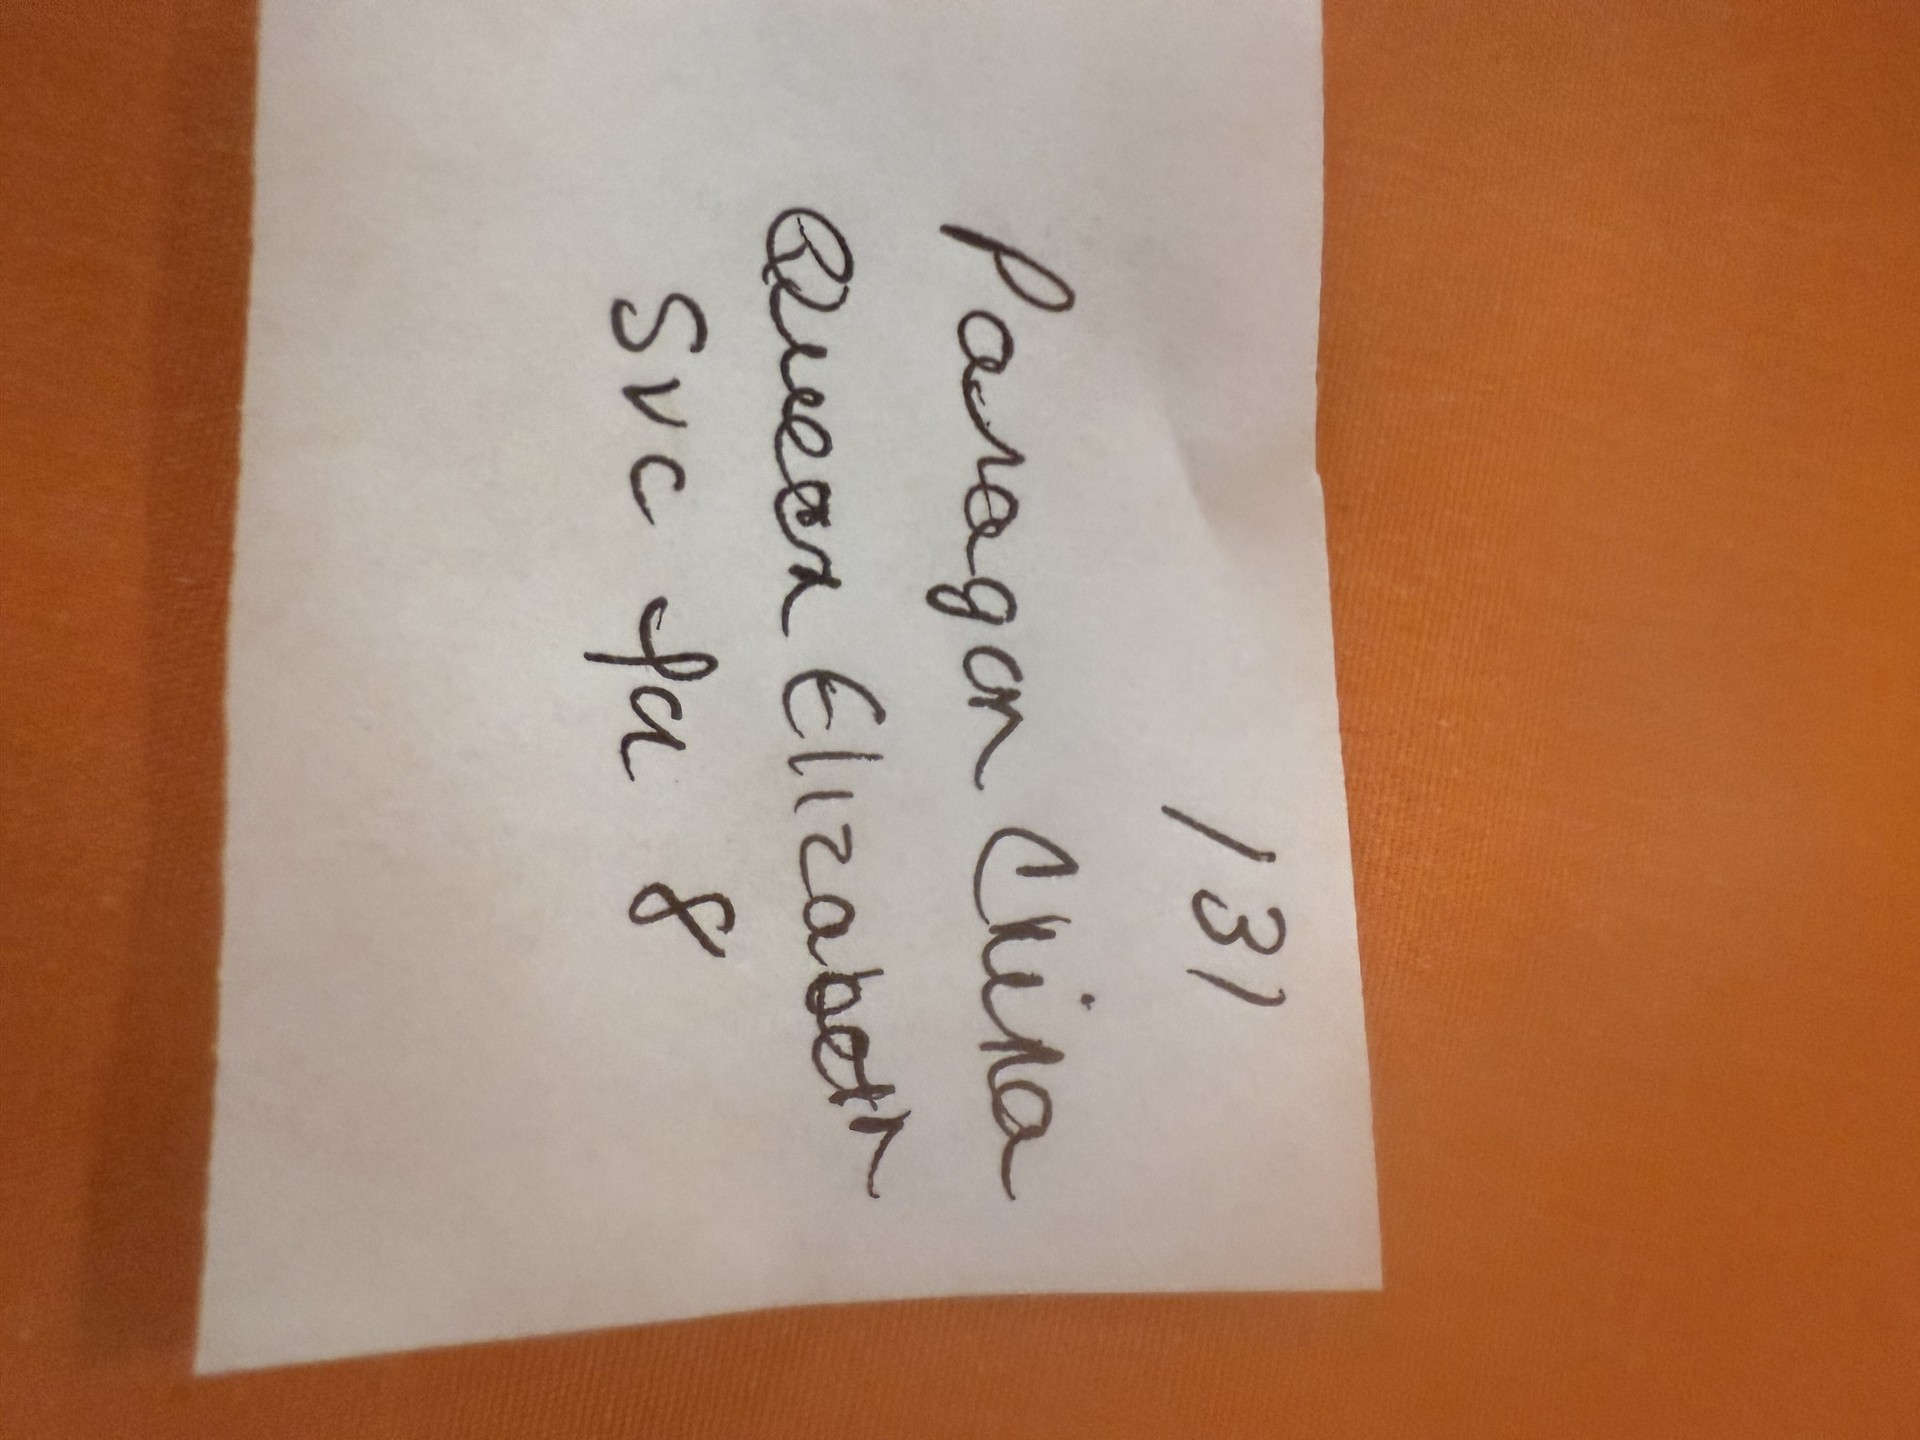 131
Paragon China
Queen Elizabeth
SVC for 8